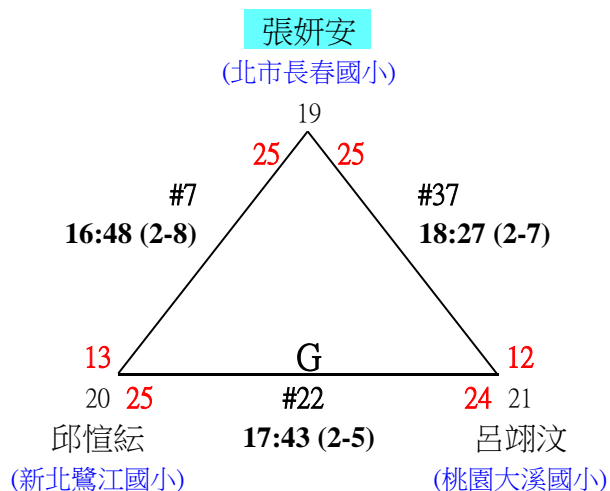 張妍安
(北市長春國小)
19
25 25
#7 #37
16:48 (2-8) 18:27 (2-7)
13 G 12
20 25 #22 24 21
邱愃紜 17:43 (2-5) 呂翊汶
(新北鷺江國小) (桃園大溪國小)